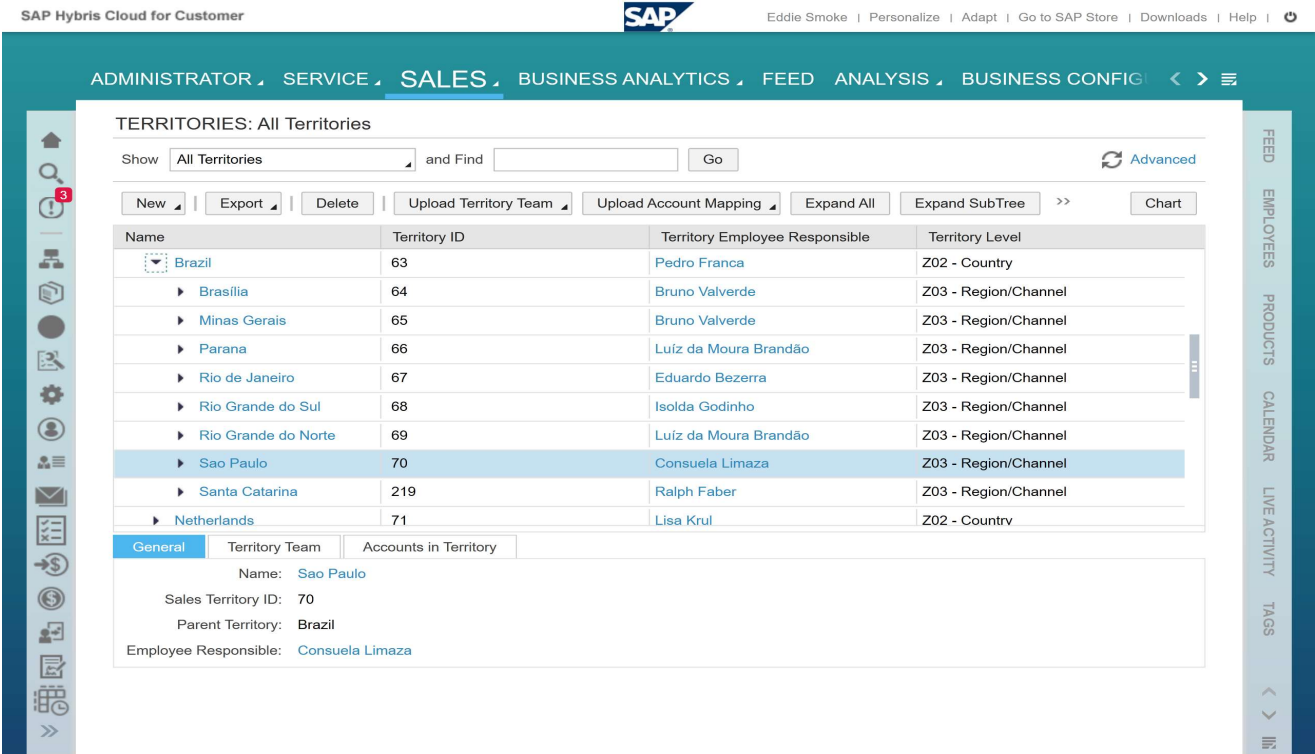 SAP Hybris Cloud for Customer
SAP
Eddie Smoke | Personalize | Adapt | Go to SAP Store | Downloads | Help |
ADMINISTRATOR SERVICE SALES BUSINESS ANALYTICS FEED ANALYSIS BUSINESS CONFIG
TERRITORIES: All Territories
Show All Territories and Find Go Advanced
New | Export | Delete | Upload Territory Team Upload Account Mapping Expand All Expand SubTree >> Chart
Name Territory ID Territory Employee Responsible Territory Level
Brazil 63 Pedro Franca Z02 - Country
Brasília 64 Bruno Valverde Z03 - Region/Channel
Minas Gerais 65 Bruno Valverde Z03 - Region/Channel
Parana 66 Luíz da Moura Brandão Z03 - Region/Channel
Rio de Janeiro 67 Eduardo Bezerra Z03 - Region/Channel
Rio Grande do Sul 68 Isolda Godinho Z03 - Region/Channel
Rio Grande do Norte 69 Luíz da Moura Brandão Z03 - Region/Channel
Sao Paulo 70 Consuela Limaza Z03 - Region/Channel
Santa Catarina 219 Ralph Faber Z03 - Region/Channel
Netherlands 71 Lisa Krul Z02 - Country
General Territory Team Accounts in Territory
Name: Sao Paulo
Sales Territory ID: 70
Parent Territory: Brazil
Employee Responsible: Consuela Limaza
3
FEED
EMPLOYEES
PRODUCTS
CALENDAR
LIVE ACTIVITY
TAGS